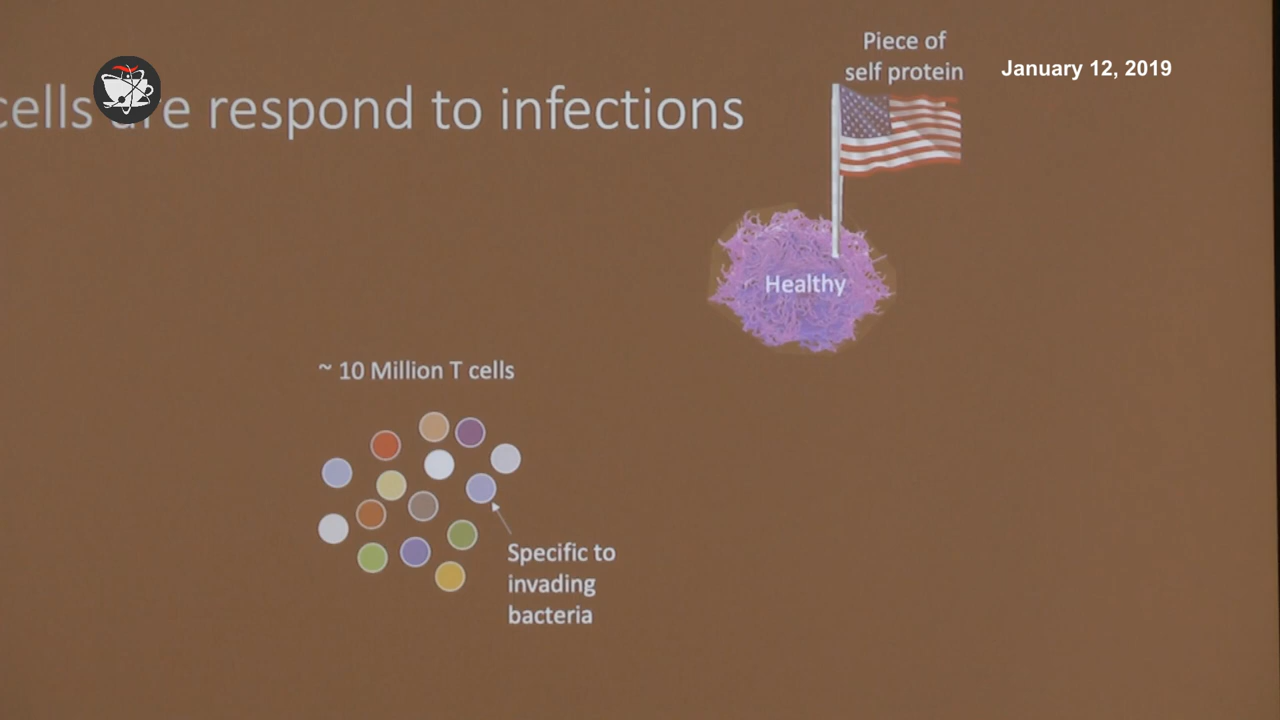 cells are respond to infections
Piece of
self protein
January 12, 2019
Healthy
~ 10 Million T cells
Specific to
invading
bacteria